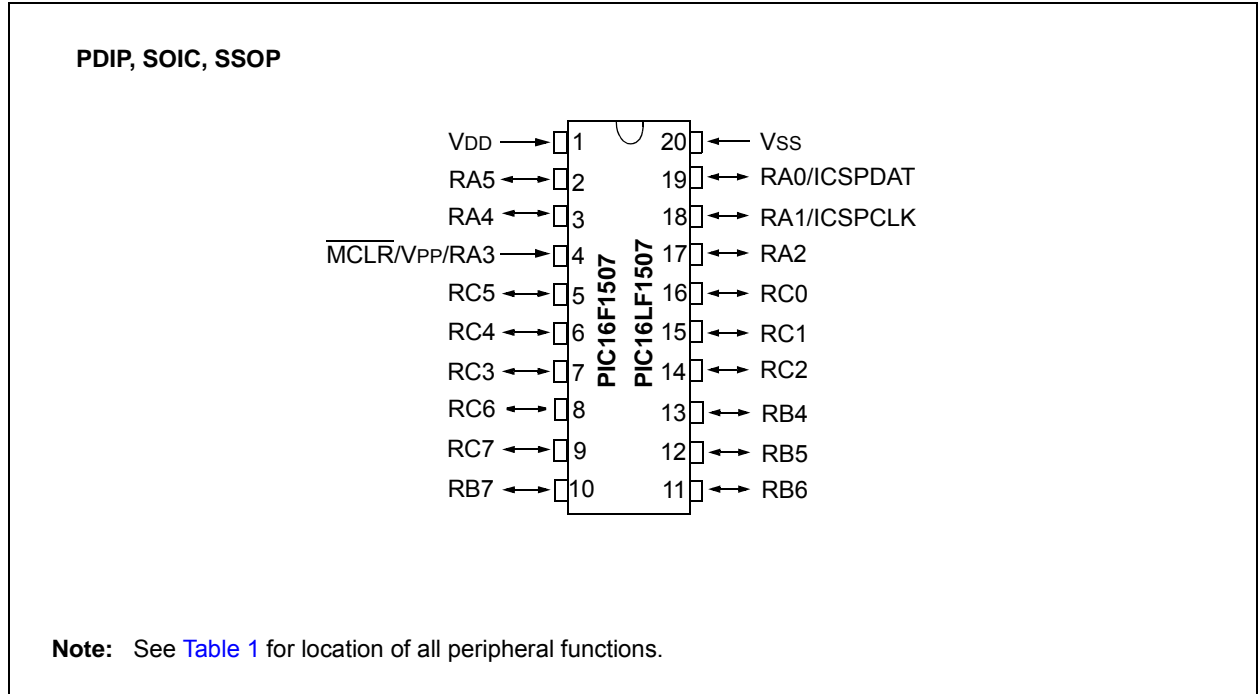 PDIP, SOIC, SSOP
VDD 1 20 VSS
RA5 2 19 RA0/ICSPDAT
RA4 3 18 RA1/ICSPCLK
MCLR/VPP/RA3 4 17 RA2
RC5 5 16 RC0
RC4 6 15 RC1
RC3 7 14 RC2
RC6 8 13 RB4
RC7 9 12 RB5
RB7 10 11 RB6
PIC16F1507
PIC16LF1507
Note: See Table 1 for location of all peripheral functions.